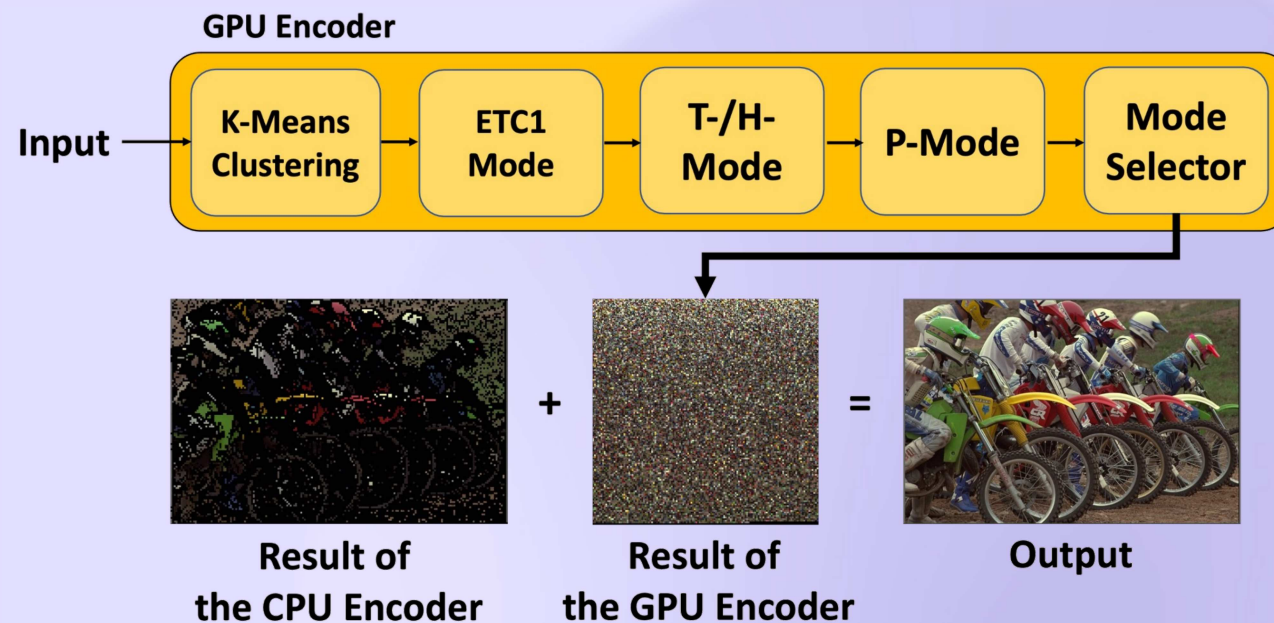 GPU Encoder
Input
K-Means
Clustering
ETC1
Mode
T-/H-
Mode
P-Mode
Mode
Selector
+
=
Result of
the CPU Encoder
Result of
the GPU Encoder
Output